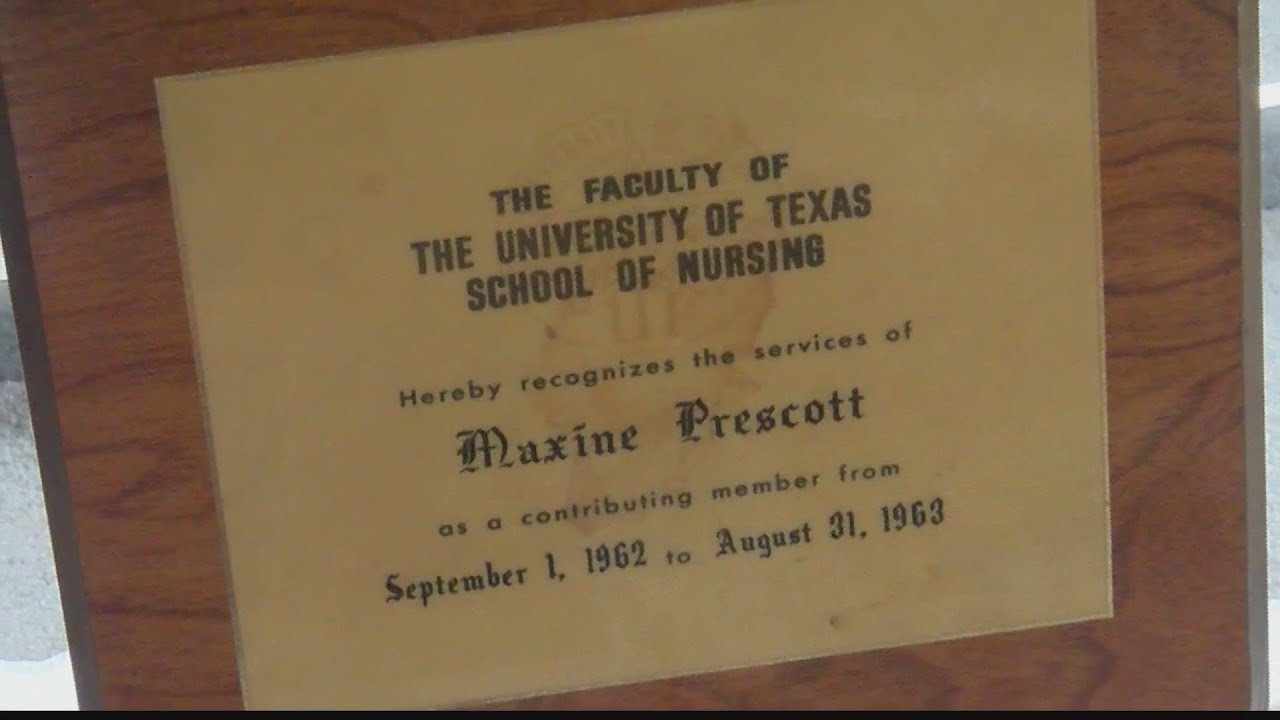 THE FACULTY OF
THE UNIVERSITY OF TEXAS
SCHOOL OF NURSING
Hereby recognizes the services of
Maxine Prescott
as a contributing member from
September 1, 1962 to August 31, 1963